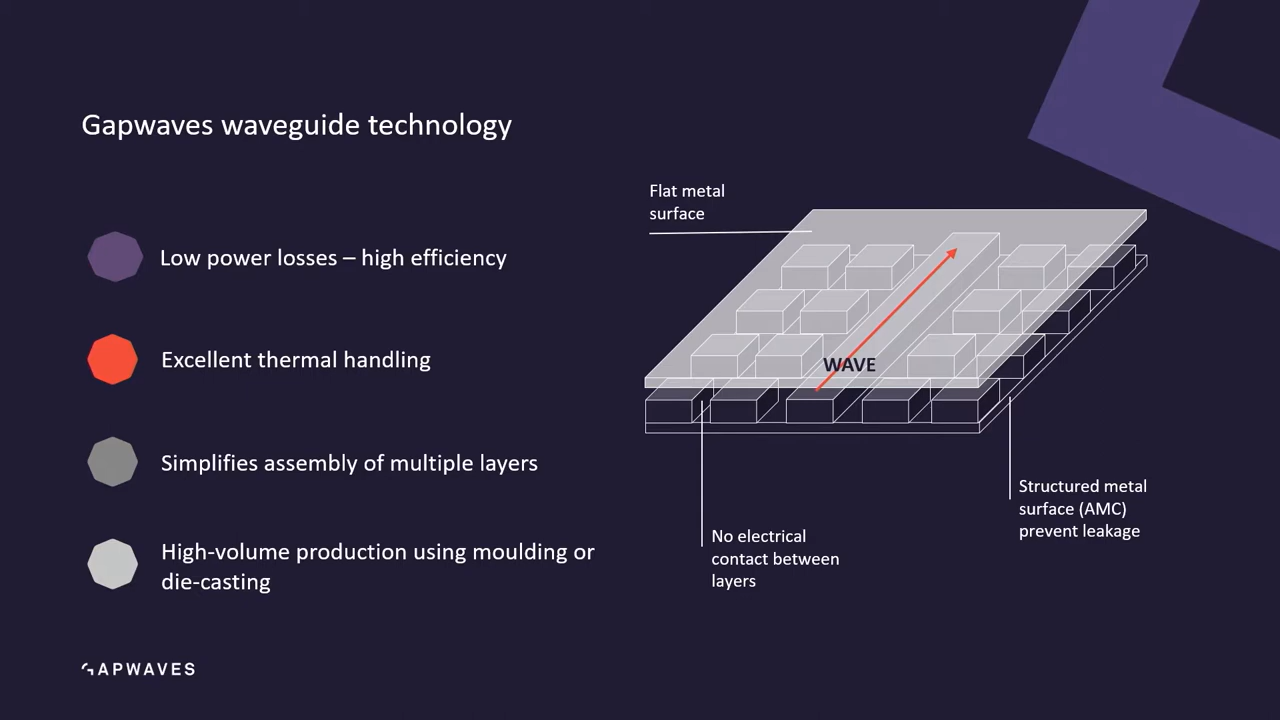 Gapwaves waveguide technology
Low power losses – high efficiency
Excellent thermal handling
Simplifies assembly of multiple layers
High-volume production using moulding or
die-casting
Flat metal
surface
WAVE
No electrical
contact between
layers
Structured metal
surface (AMC)
prevent leakage
GAPWAVES